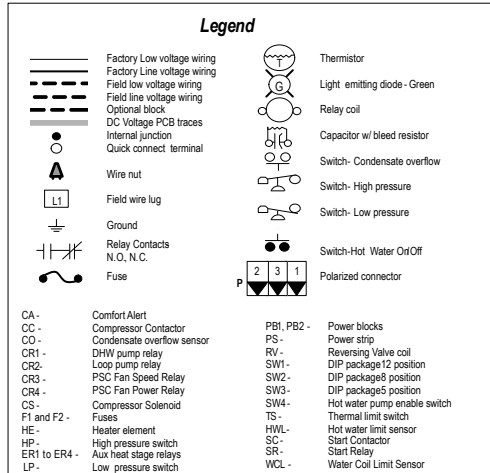 Legend
Factory Low voltage wiring
Factory Line voltage wiring
Field low voltage wiring
Field line voltage wiring
Optional block
DC Voltage PCB traces
Internal junction
Quick connect terminal
Wire nut
L1 Field wire lug
Ground
Relay Contacts
N.O., N.C.
Fuse
T Thermistor
G Light emitting diode - Green
Relay coil
Capacitor w/ bleed resistor
Switch- Condensate overflow
Switch- High pressure
Switch- Low pressure
Switch-Hot Water On/Off
P 2 3 1 Polarized connector
CA - Comfort Alert
CC - Compressor Contactor
CO - Condensate overflow sensor
CR1 - DHW pump relay
CR2- Loop pump relay
CR3 - PSC Fan Speed Relay
CR4 - PSC Fan Power Relay
CS - Compressor Solenoid
F1 and F2 - Fuses
HE - Heater element
HP - High pressure switch
ER1 to ER4 - Aux heat stage relays
LP - Low pressure switch
PB1, PB2 - Power blocks
PS - Power strip
RV - Reversing Valve coil
SW1 - DIP package12 position
SW2 - DIP package8 position
SW3 - DIP package5 position
SW4 - Hot water pump enable switch
TS - Thermal limit switch
HWL- Hot water limit sensor
SC - Start Contactor
SR - Start Relay
WCL - Water Coil Limit Sensor